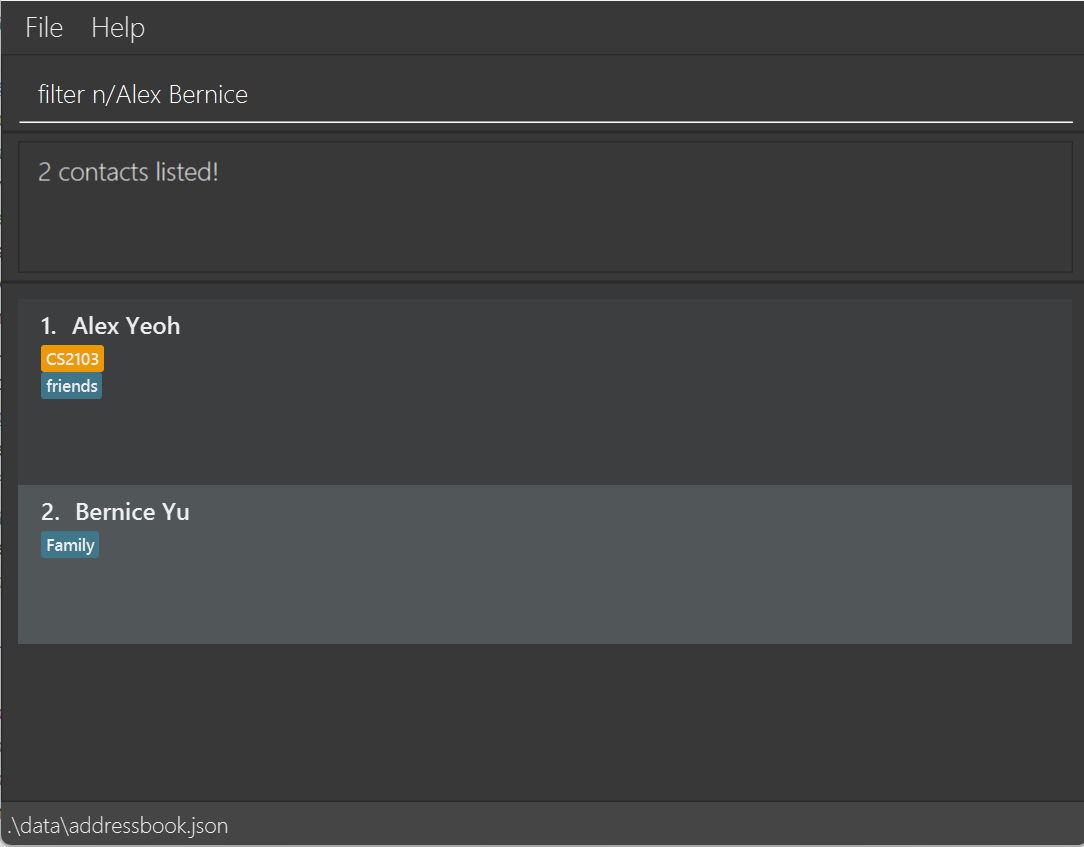 File Help
filter n/Alex Bernice
2 contacts listed!
1. Alex Yeoh
CS2103
friends
2. Bernice Yu
Family
.\data\addressbook.json